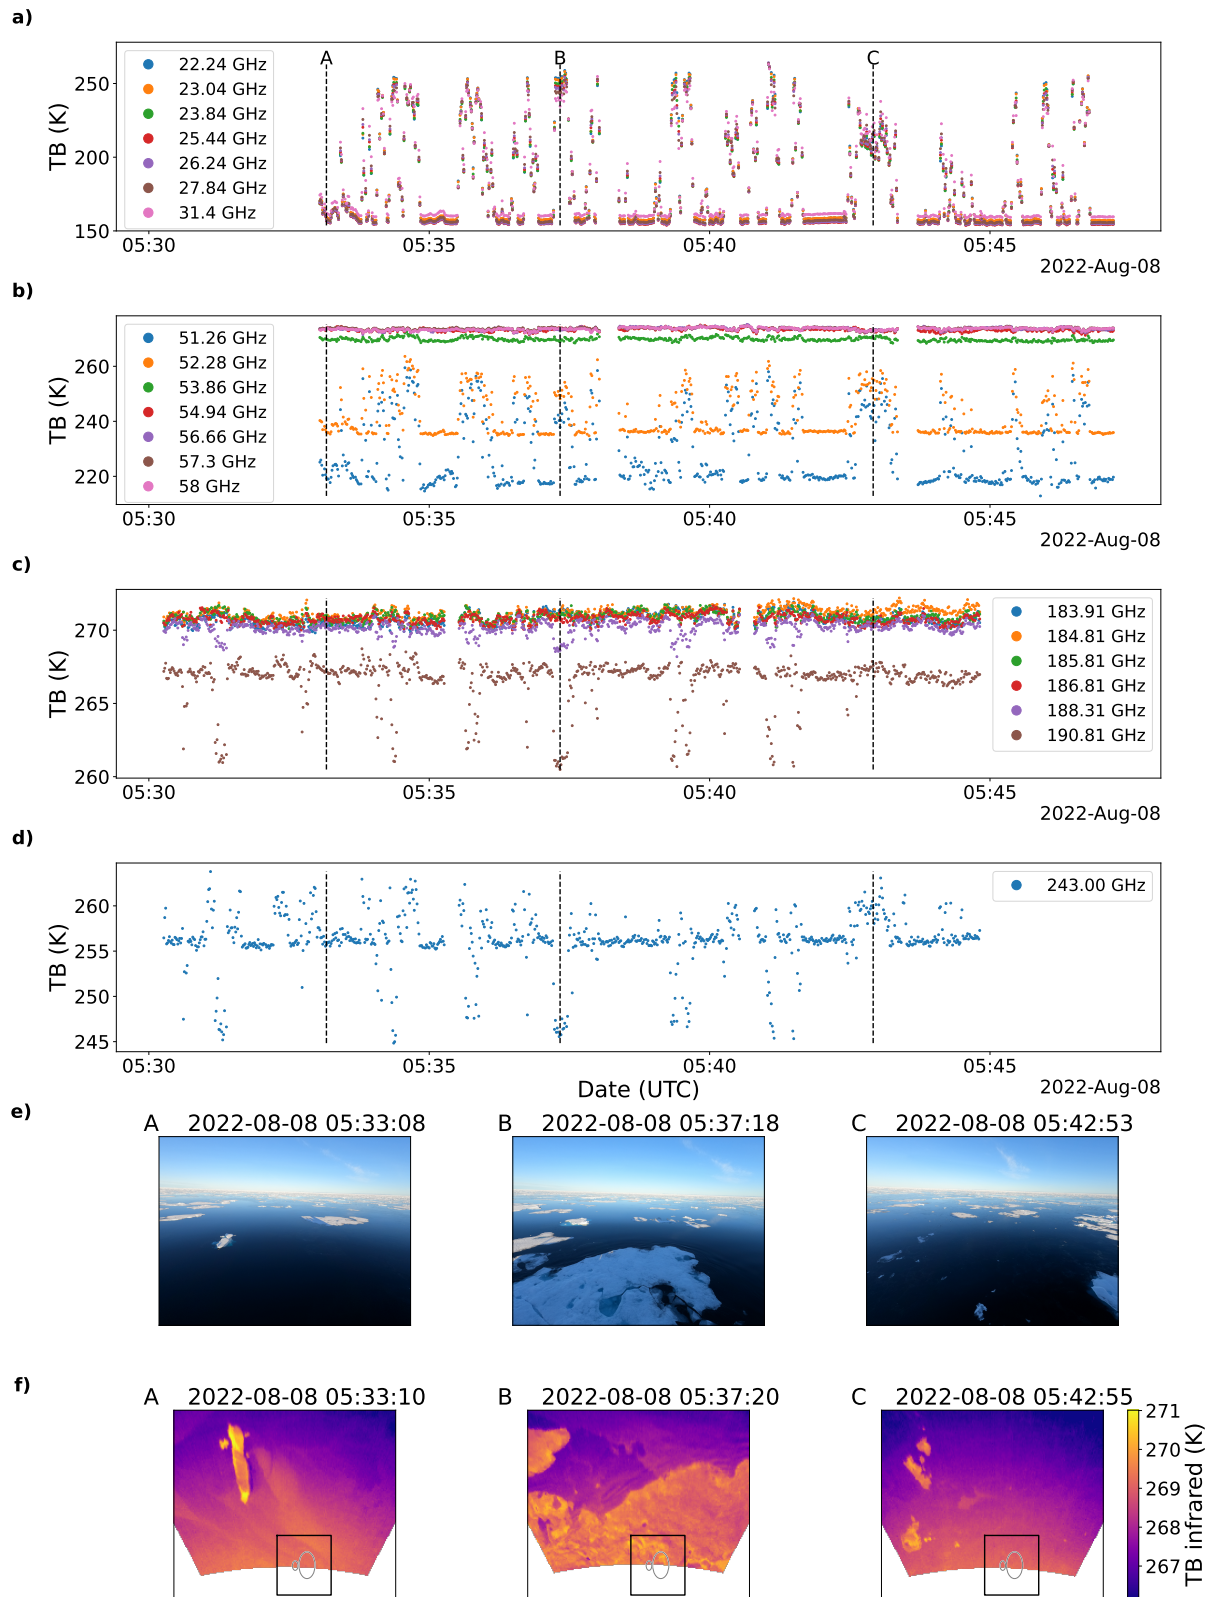 a)
A
B
C
22.24 GHz
23.04 GHz
23.84 GHz
25.44 GHz
26.24 GHz
27.84 GHz
31.4 GHz
TB (K)
250
200
150
05:30
05:35
05:40
05:45
2022-Aug-08
b)
51.26 GHz
52.28 GHz
53.86 GHz
54.94 GHz
56.66 GHz
57.3 GHz
58 GHz
TB (K)
260
240
220
05:30
05:35
05:40
05:45
2022-Aug-08
c)
183.91 GHz
184.81 GHz
185.81 GHz
186.81 GHz
188.31 GHz
190.81 GHz
TB (K)
270
265
260
05:30
05:35
05:40
05:45
2022-Aug-08
d)
243.00 GHz
TB (K)
260
255
250
245
05:30
05:35
05:40
05:45
Date (UTC)
2022-Aug-08
e)
A 2022-08-08 05:33:08
B 2022-08-08 05:37:18
C 2022-08-08 05:42:53
f)
A 2022-08-08 05:33:10
B 2022-08-08 05:37:20
C 2022-08-08 05:42:55
271
270
269
268
267
TB infrared (K)